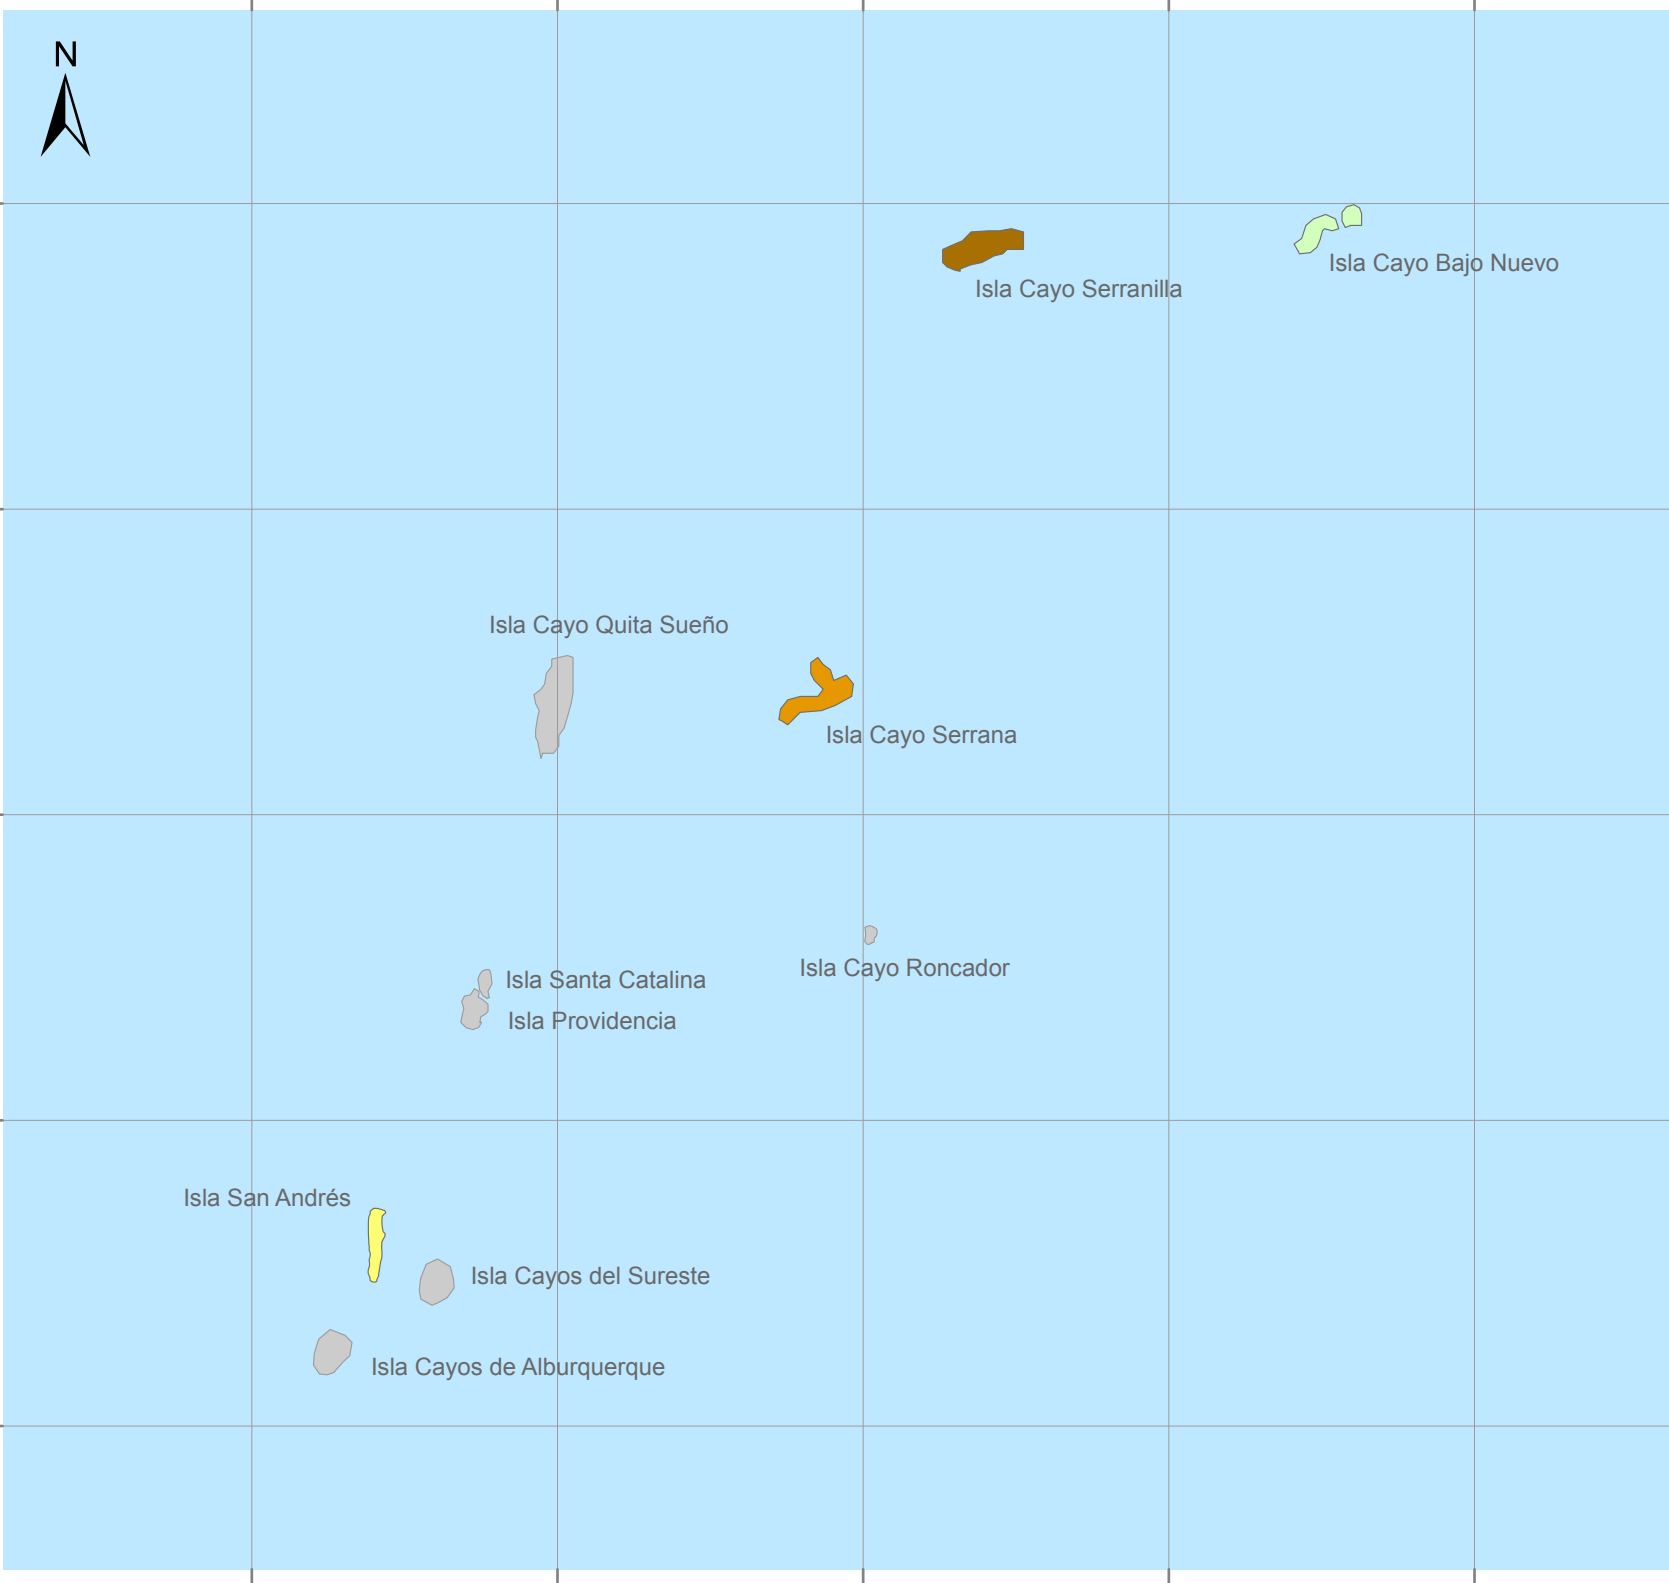 N
Isla Cayo Bajo Nuevo
Isla Cayo Serranilla
Isla Cayo Quita Sueño
Isla Cayo Serrana
Isla Cayo Roncador
Isla Santa Catalina
Isla Providencia
Isla San Andrés
Isla Cayos del Sureste
Isla Cayos de Alburquerque